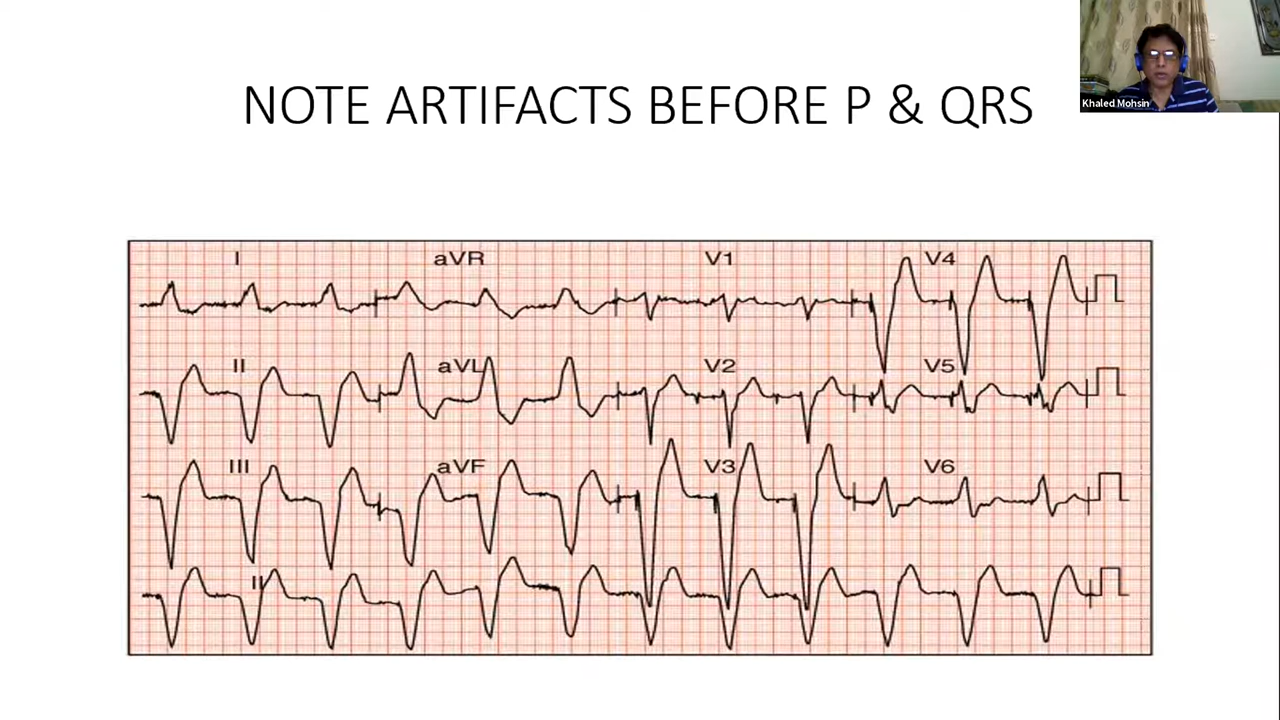 NOTE ARTIFACTS BEFORE P & QRS
Khaled Mohsin
I aVR V1 V4
II aVL V2 V5
III aVF V3 V6
II